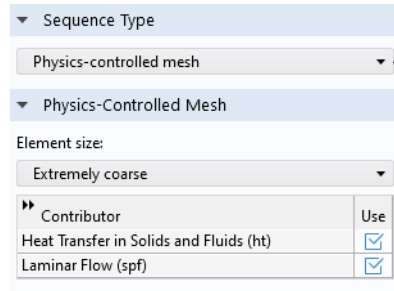 Sequence Type
Physics-controlled mesh
Physics-Controlled Mesh
Element size:
Extremely coarse
Contributor Use
Heat Transfer in Solids and Fluids (ht)
Laminar Flow (spf)